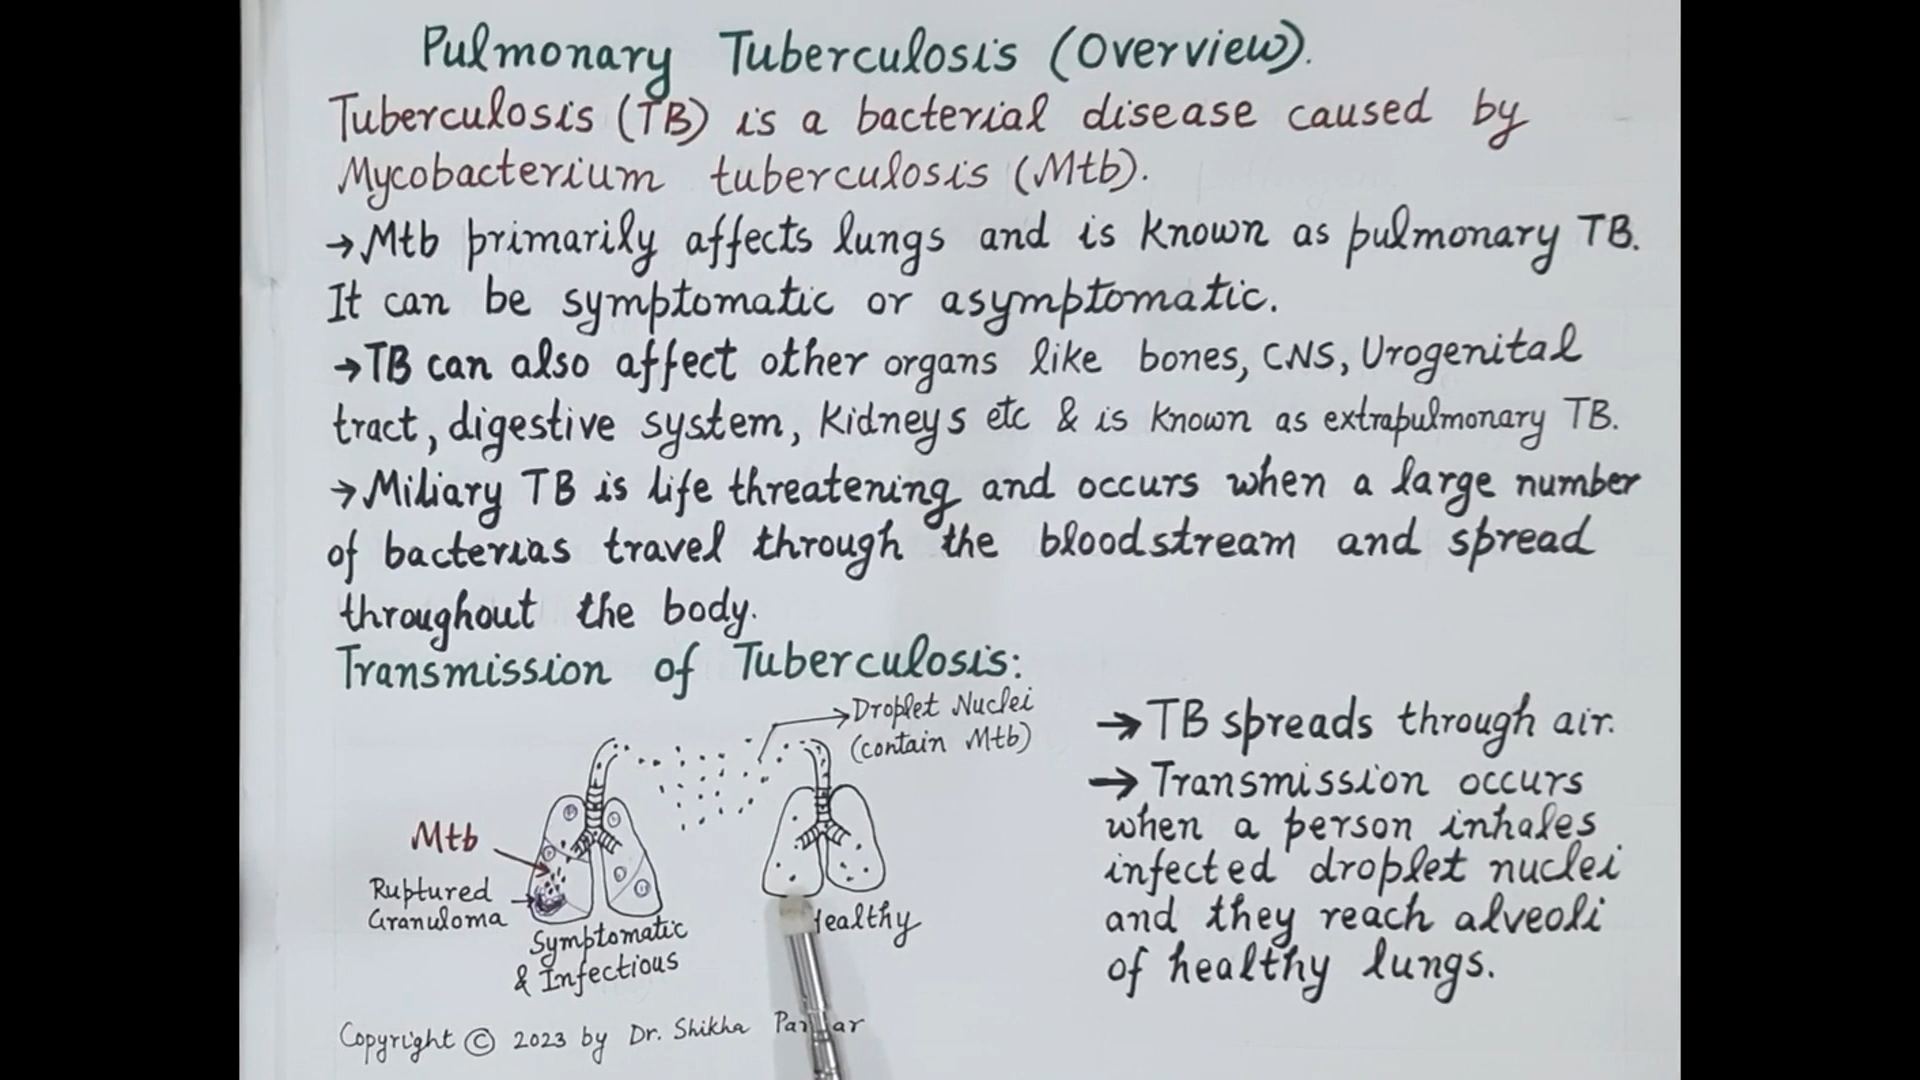 Pulmonary Tuberculosis (Overview).
Tuberculosis (TB) is a bacterial disease caused by
Mycobacterium tuberculosis (Mtb).
→ Mtb primarily affects lungs and is known as pulmonary TB.
It can be symptomatic or asymptomatic.
→ TB can also affect other organs like bones, CNS, Urogenital
tract, digestive system, Kidneys etc & is known as extrapulmonary TB.
→ Miliary TB is life threatening and occurs when a large number
of bacterias travel through the bloodstream and spread
throughout the body.
Transmission of Tuberculosis:
Droplet Nuclei
(contain Mtb)
Mtb
Ruptured
Granuloma
Symptomatic
& Infectious
Healthy
→ TB spreads through air.
→ Transmission occurs
when a person inhales
infected droplet nuclei
and they reach alveoli
of healthy lungs.
Copyright © 2023 by Dr. Shikha